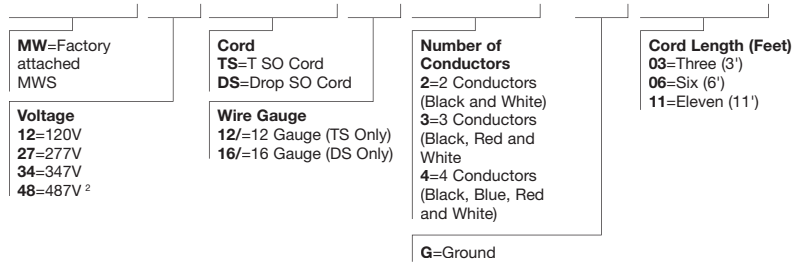 MW=Factory
attached
MWS
Voltage
12=120V
27=277V
34=347V
48=487V ²
Cord
TS=T SO Cord
DS=Drop SO Cord
Wire Gauge
12/=12 Gauge (TS Only)
16/=16 Gauge (DS Only)
Number of
Conductors
2=2 Conductors
(Black and White)
3=3 Conductors
(Black, Red and
White
4=4 Conductors
(Black, Blue, Red
and White)
G=Ground
Cord Length (Feet)
03=Three (3')
06=Six (6')
11=Eleven (11')